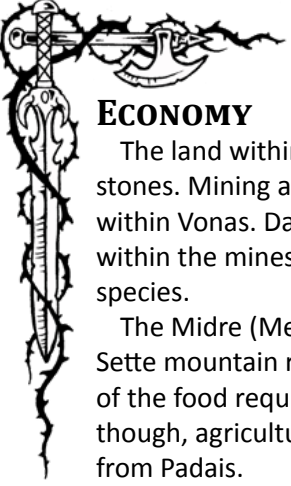 ECONOMY
The land within
stones. Mining a
within Vonas. Da
within the mines
species.
The Midre (Me
Sette mountain r
of the food requ
though, agricultu
from Padais.